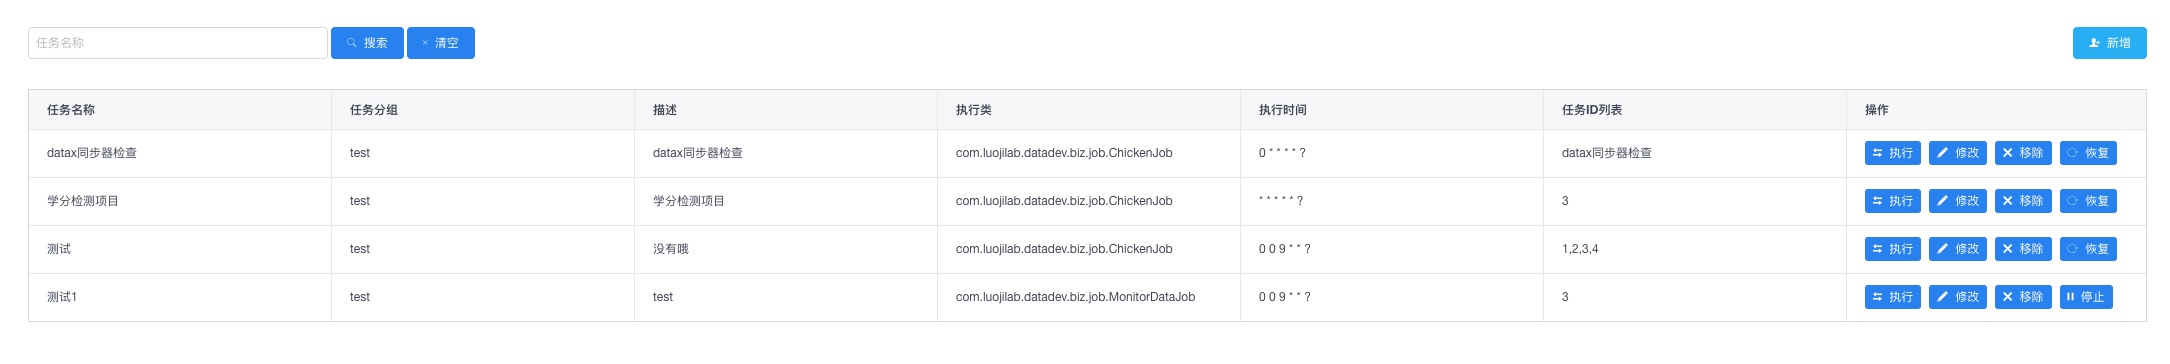 任务名称 搜索 清空 新增
任务名称 任务分组 描述 执行类 执行时间 任务ID列表 操作
datax同步器检查 test datax同步器检查 com.luojilab.datadev.biz.job.ChickenJob 0 * * * * ? datax同步器检查 执行 修改 移除 恢复
学分检测项目 test 学分检测项目 com.luojilab.datadev.biz.job.ChickenJob * * * * * ? 3 执行 修改 移除 恢复
测试 test 没有哦 com.luojilab.datadev.biz.job.ChickenJob 0 0 9 * * ? 1,2,3,4 执行 修改 移除 恢复
测试1 test test com.luojilab.datadev.biz.job.MonitorDataJob 0 0 9 * * ? 3 执行 修改 移除 停止